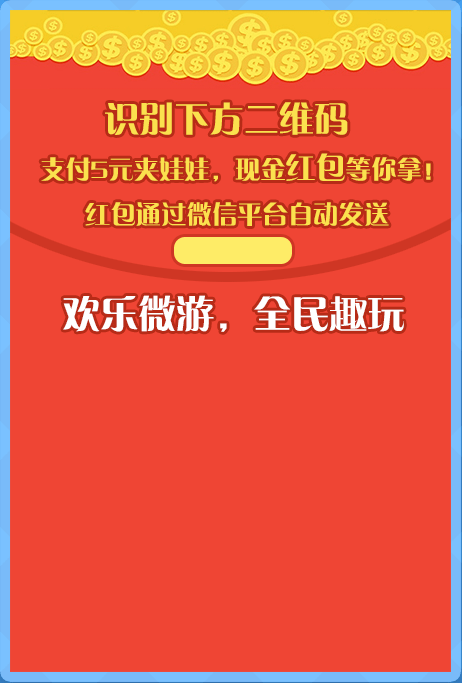 识别下方二维码
支付5元夹娃娃，现金红包等你拿！
红包通过微信平台自动发送
欢乐微游，全民趣玩